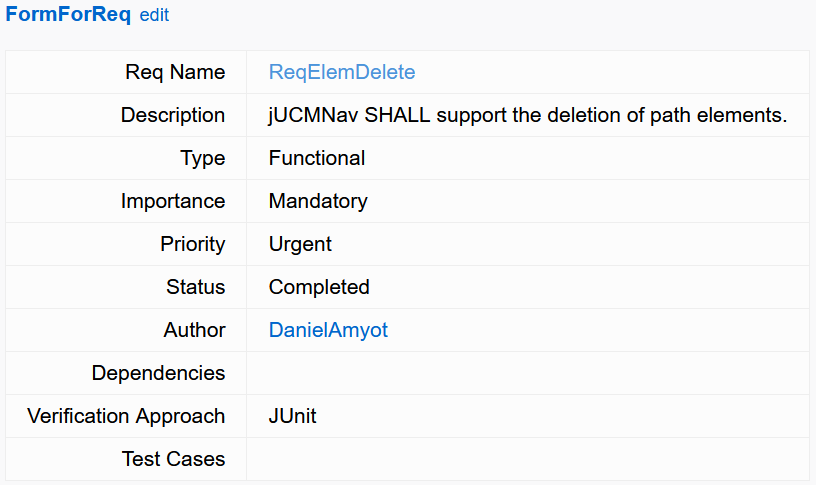 FormForReq edit
Req Name ReqElemDelete
Description jUCMNav SHALL support the deletion of path elements.
Type Functional
Importance Mandatory
Priority Urgent
Status Completed
Author DanielAmyot
Dependencies
Verification Approach JUnit
Test Cases